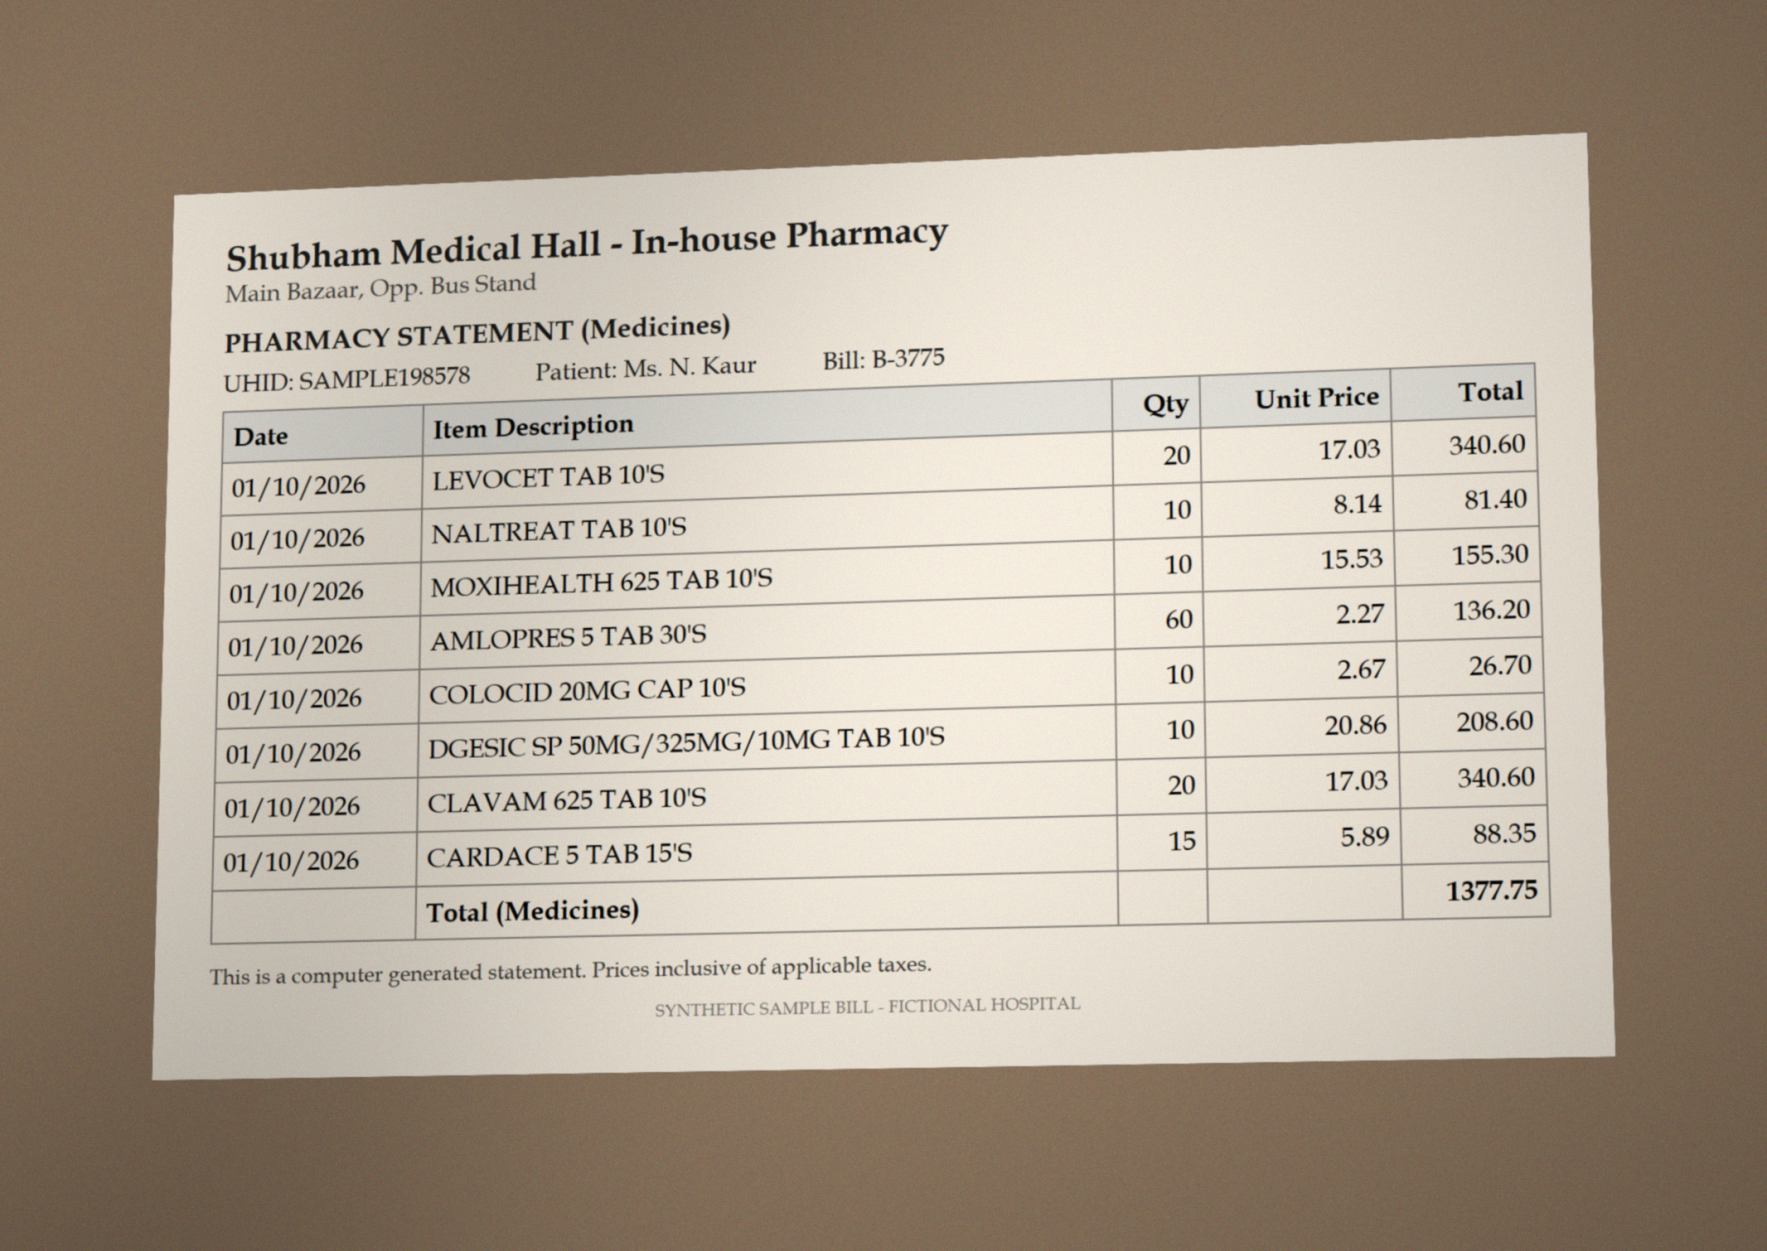 Shubham Medical Hall - In-house Pharmacy
Main Bazaar, Opp. Bus Stand
PHARMACY STATEMENT (Medicines)
UHID: SAMPLE198578 Patient: Ms. N. Kaur Bill: B-3775
Date Item Description Qty Unit Price Total
01/10/2026 LEVOCET TAB 10'S 20 17.03 340.60
01/10/2026 NALTREAT TAB 10'S 10 8.14 81.40
01/10/2026 MOXIHEALTH 625 TAB 10'S 10 15.53 155.30
01/10/2026 AMLOPRES 5 TAB 30'S 60 2.27 136.20
01/10/2026 COLOCID 20MG CAP 10'S 10 2.67 26.70
01/10/2026 DGESIC SP 50MG/325MG/10MG TAB 10'S 10 20.86 208.60
01/10/2026 CLAVAM 625 TAB 10'S 20 17.03 340.60
01/10/2026 CARDACE 5 TAB 15'S 15 5.89 88.35
Total (Medicines) 1377.75
This is a computer generated statement. Prices inclusive of applicable taxes.
SYNTHETIC SAMPLE BILL - FICTIONAL HOSPITAL